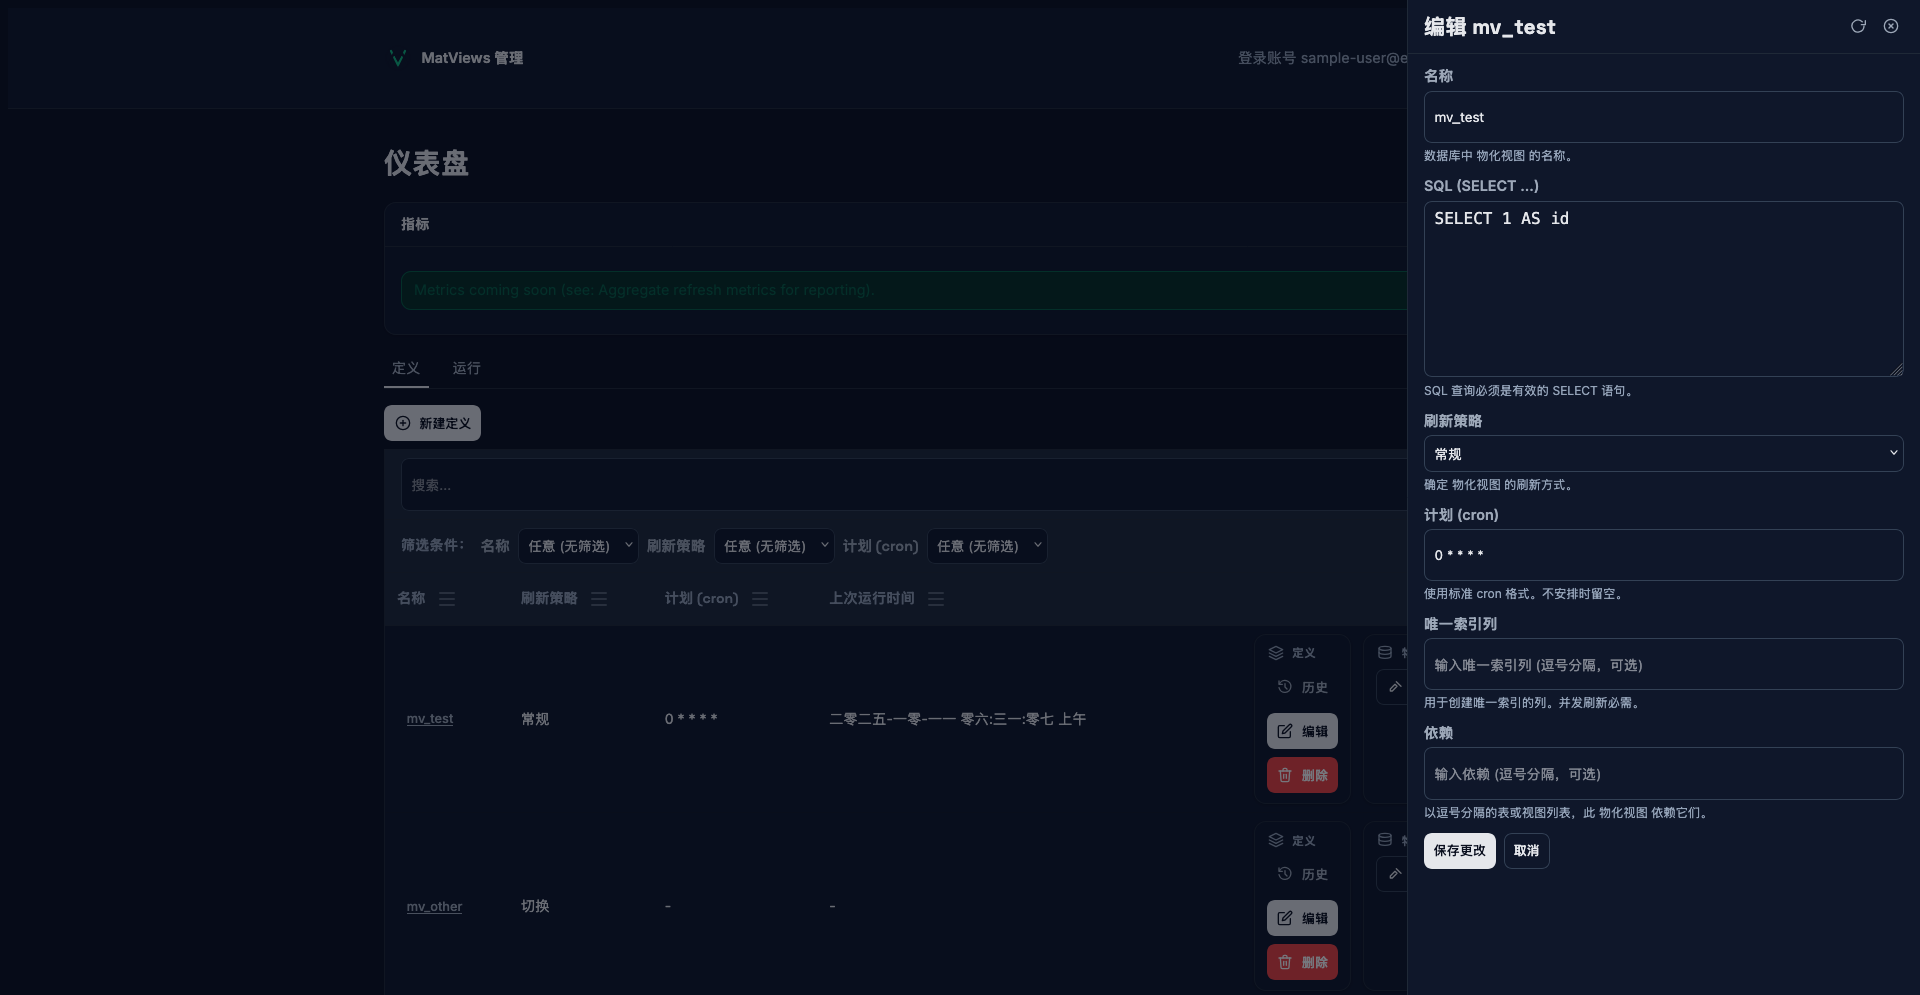 MatViews 管理
登录账号 sample-user@e
仪表盘
指标
Metrics coming soon (see: Aggregate refresh metrics for reporting).
定义
运行
新建定义
搜索...
筛选条件：
名称
任意 (无筛选)
刷新策略
任意 (无筛选)
计划 (cron)
任意 (无筛选)
名称
刷新策略
计划 (cron)
上次运行时间
mv_test
常规
0 * * * *
二零二五-一零-一一 零六:三一:零七 上午
定义
历史
编辑
删除
mv_other
切换
-
-
定义
历史
编辑
删除
编辑 mv_test
名称
mv_test
数据库中 物化视图 的名称。
SQL (SELECT ...)
SELECT 1 AS id
SQL 查询必须是有效的 SELECT 语句。
刷新策略
常规
确定 物化视图 的刷新方式。
计划 (cron)
0 * * * *
使用标准 cron 格式。不安排时留空。
唯一索引列
输入唯一索引列 (逗号分隔，可选)
用于创建唯一索引的列。并发刷新必需。
依赖
输入依赖 (逗号分隔，可选)
以逗号分隔的表或视图列表，此 物化视图 依赖它们。
保存更改
取消